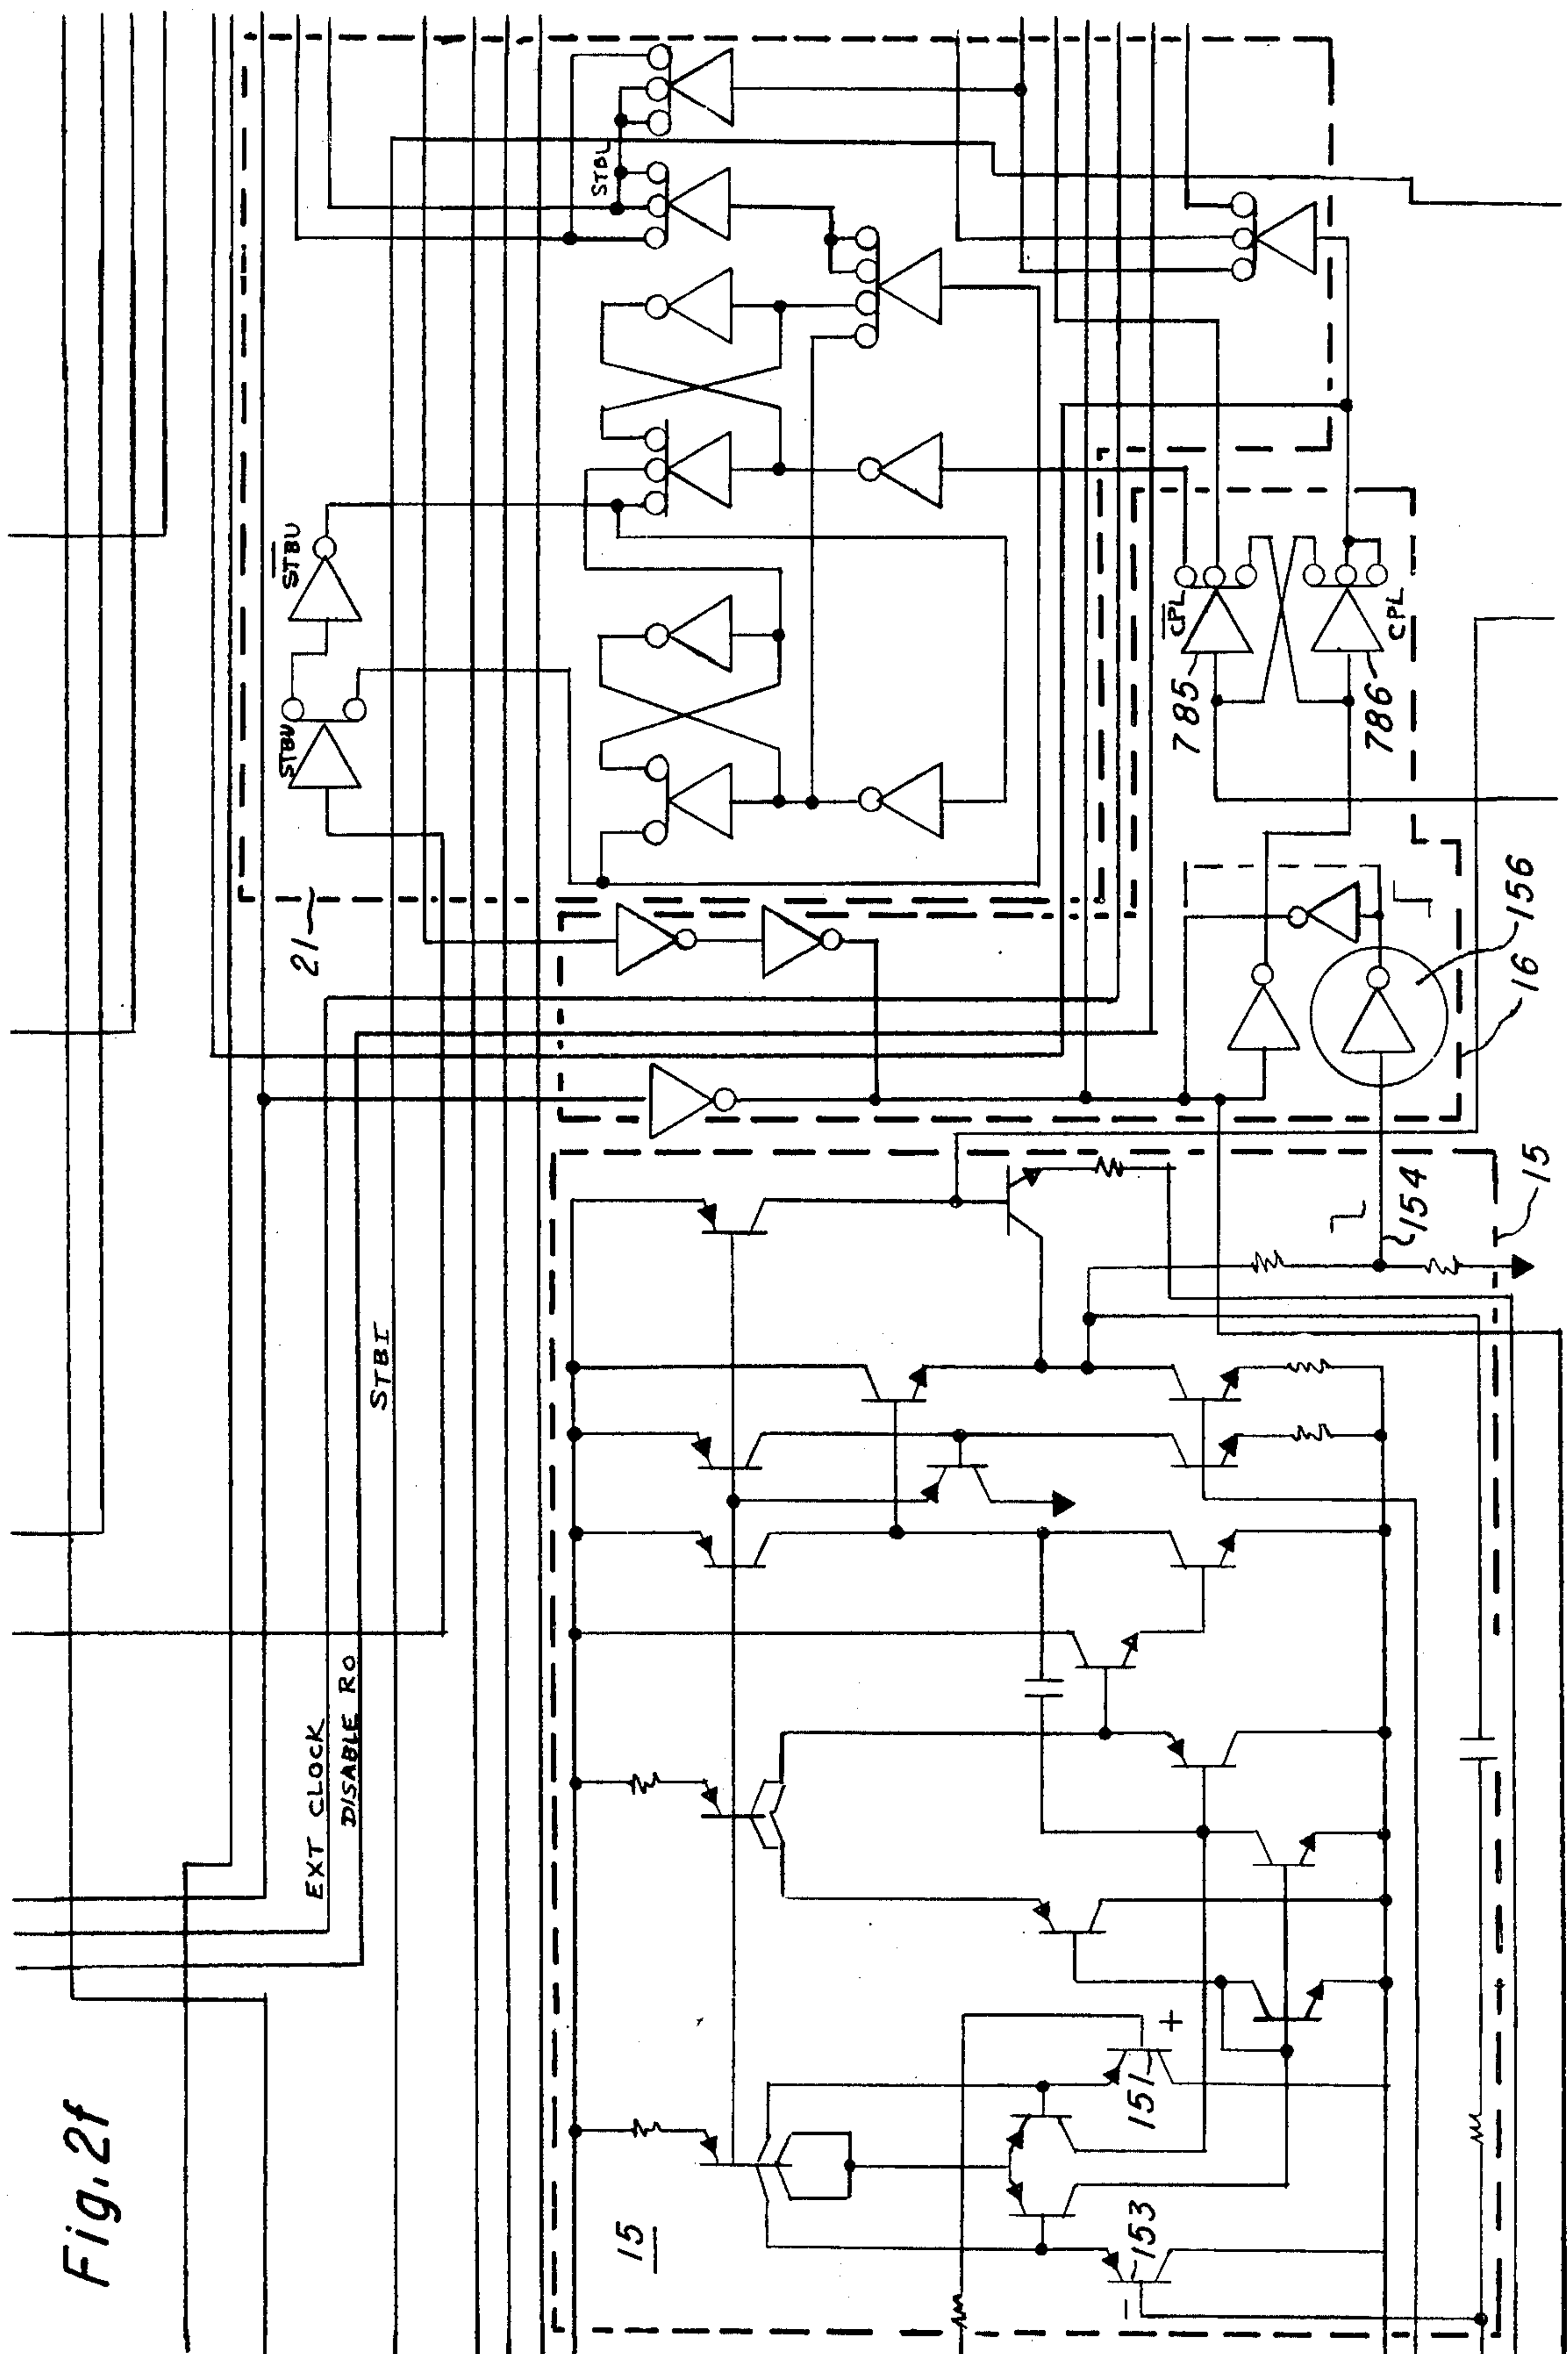 Fig. 2f
EXT CLOCK
DISABLE RO
STBI
21
STBU
STBU
STBL
CPL
785
786
CPL
156
16
15
154
15
151
+
153
−